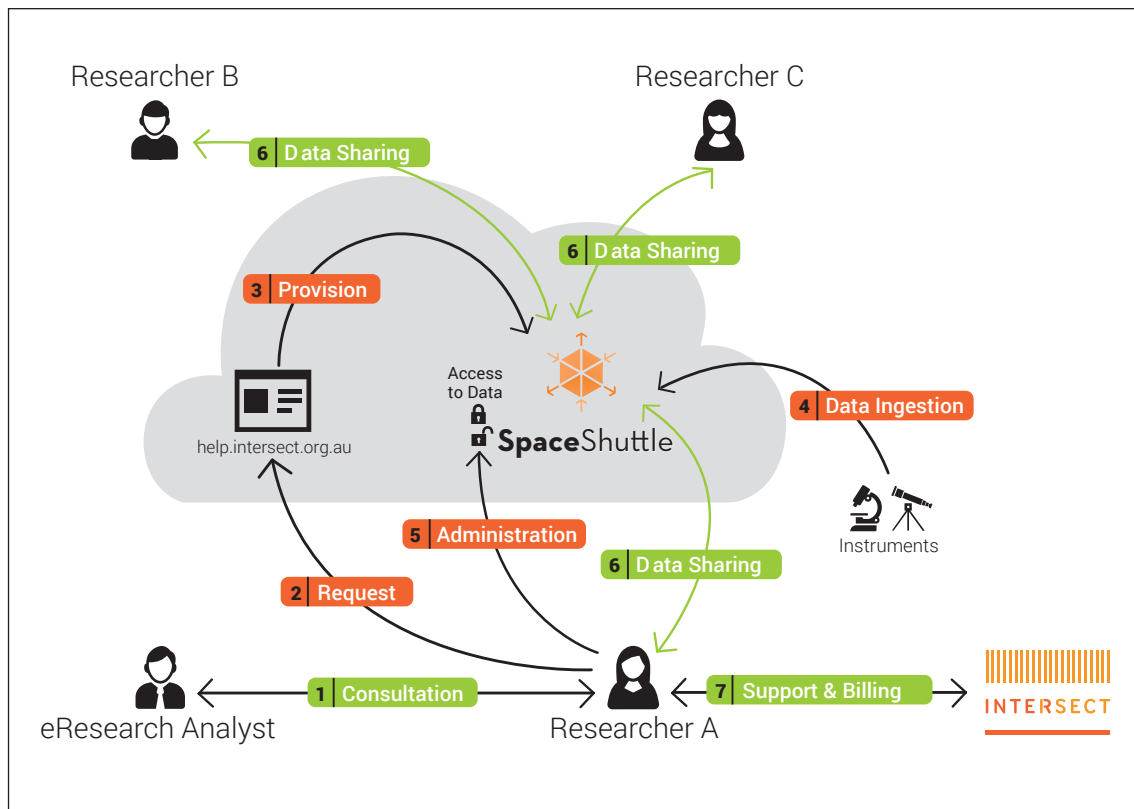 Researcher B
Researcher C
6 Data Sharing
6 Data Sharing
3 Provision
Access
to Data
4 Data Ingestion
help.intersect.org.au
SpaceShuttle
5 Administration
Instruments
6 Data Sharing
2 Request
1 Consultation
7 Support & Billing
INTERSECT
eResearch Analyst
Researcher A